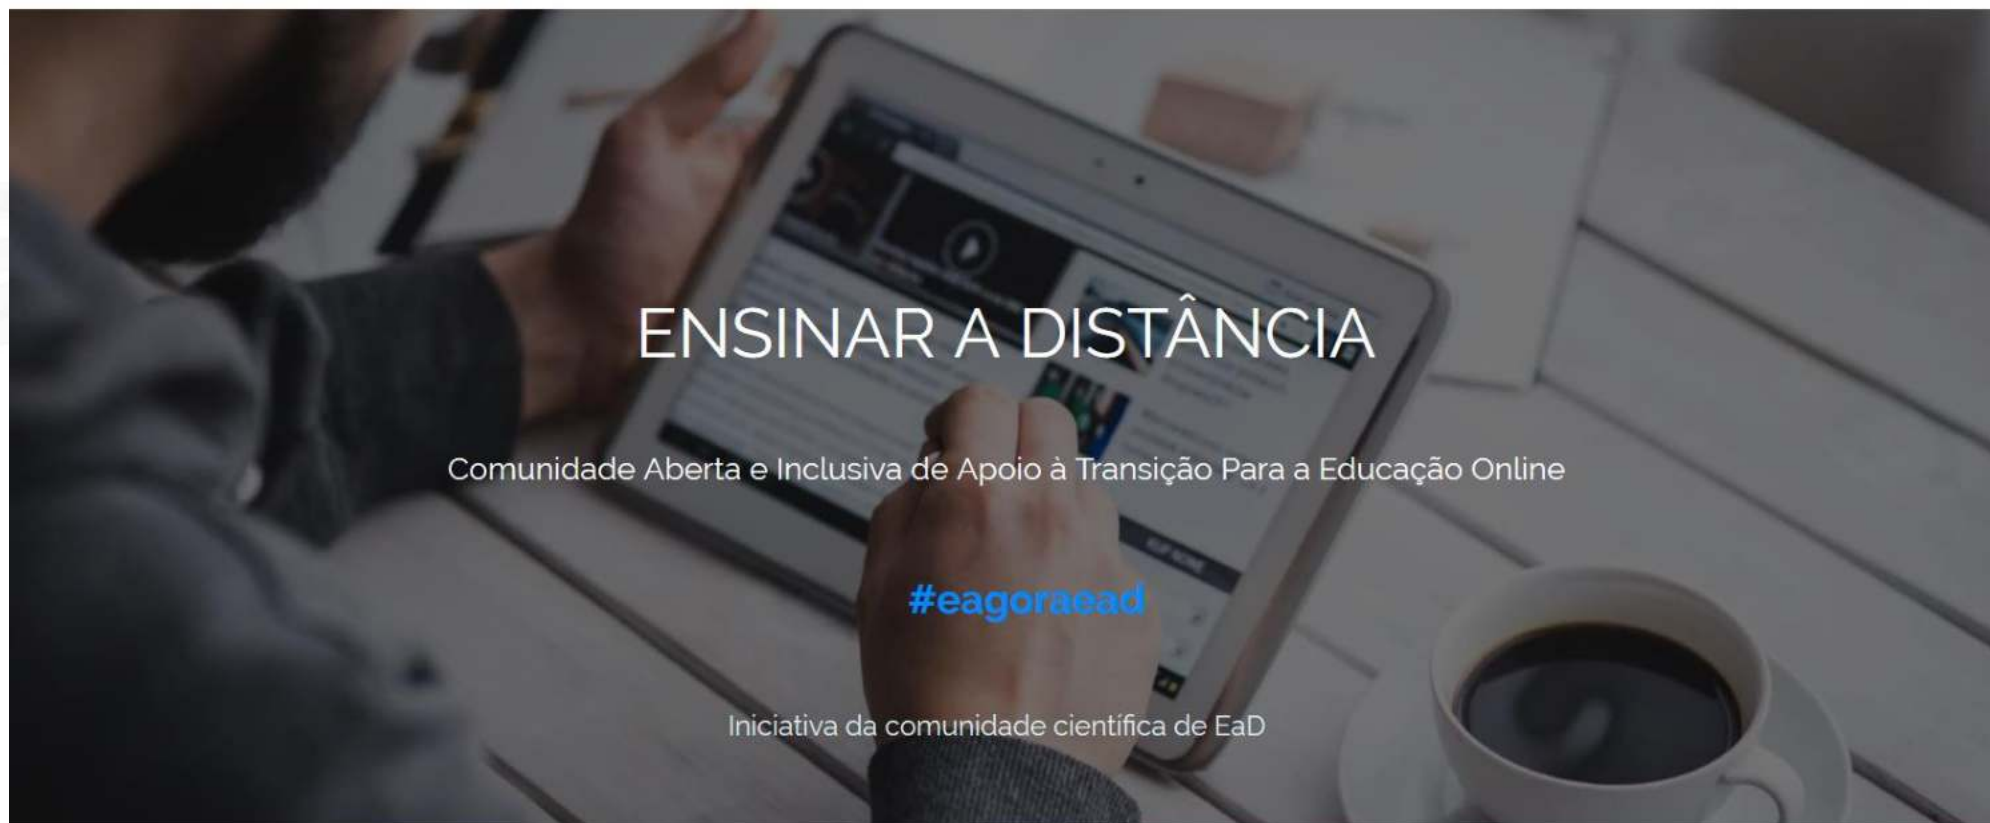 ENSINAR A DISTÂNCIA
Comunidade Aberta e Inclusiva de Apoio à Transição Para a Educação Online
#eagoraead
Iniciativa da comunidade científica de EaD